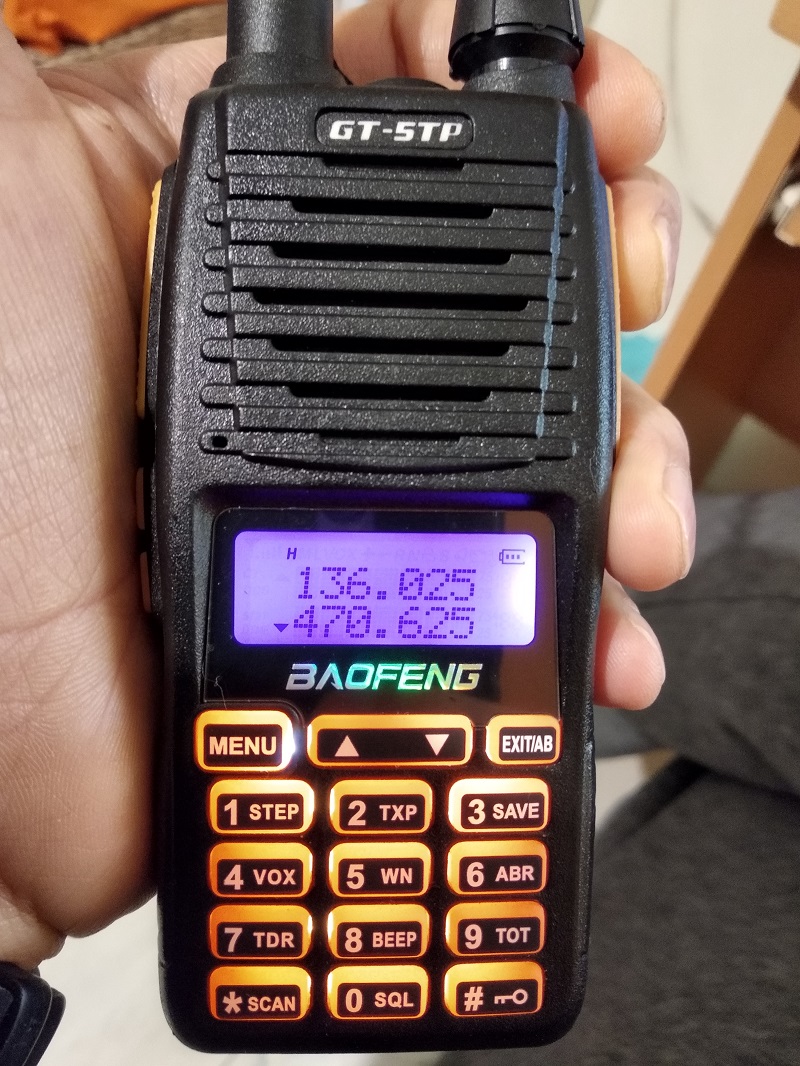 GT-5TP
H
136.025
470.625
BAOFENG
MENU ▲ ▼ EXIT/AB
1 STEP 2 TXP 3 SAVE
4 VOX 5 WN 6 ABR
7 TDR 8 BEEP 9 TOT
* SCAN 0 SQL #